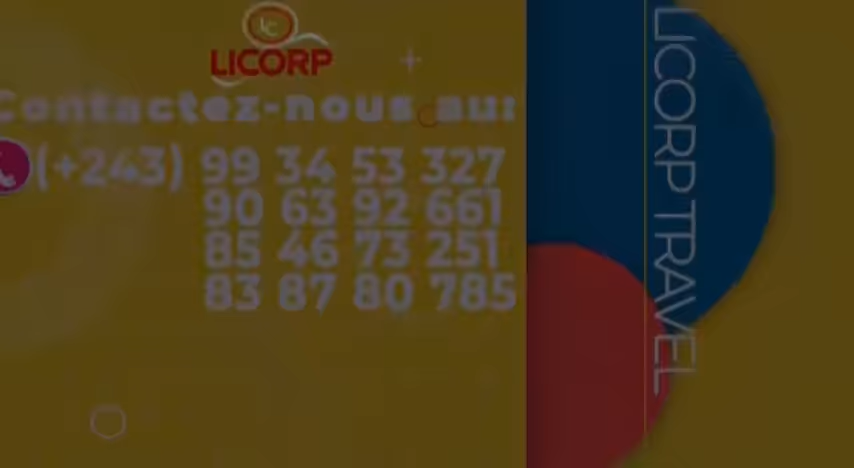 LC
LICORP
Contactez-nous au:
(+243) 99 34 53 327
90 63 92 661
85 46 73 251
83 87 80 785
LICORP TRAVEL